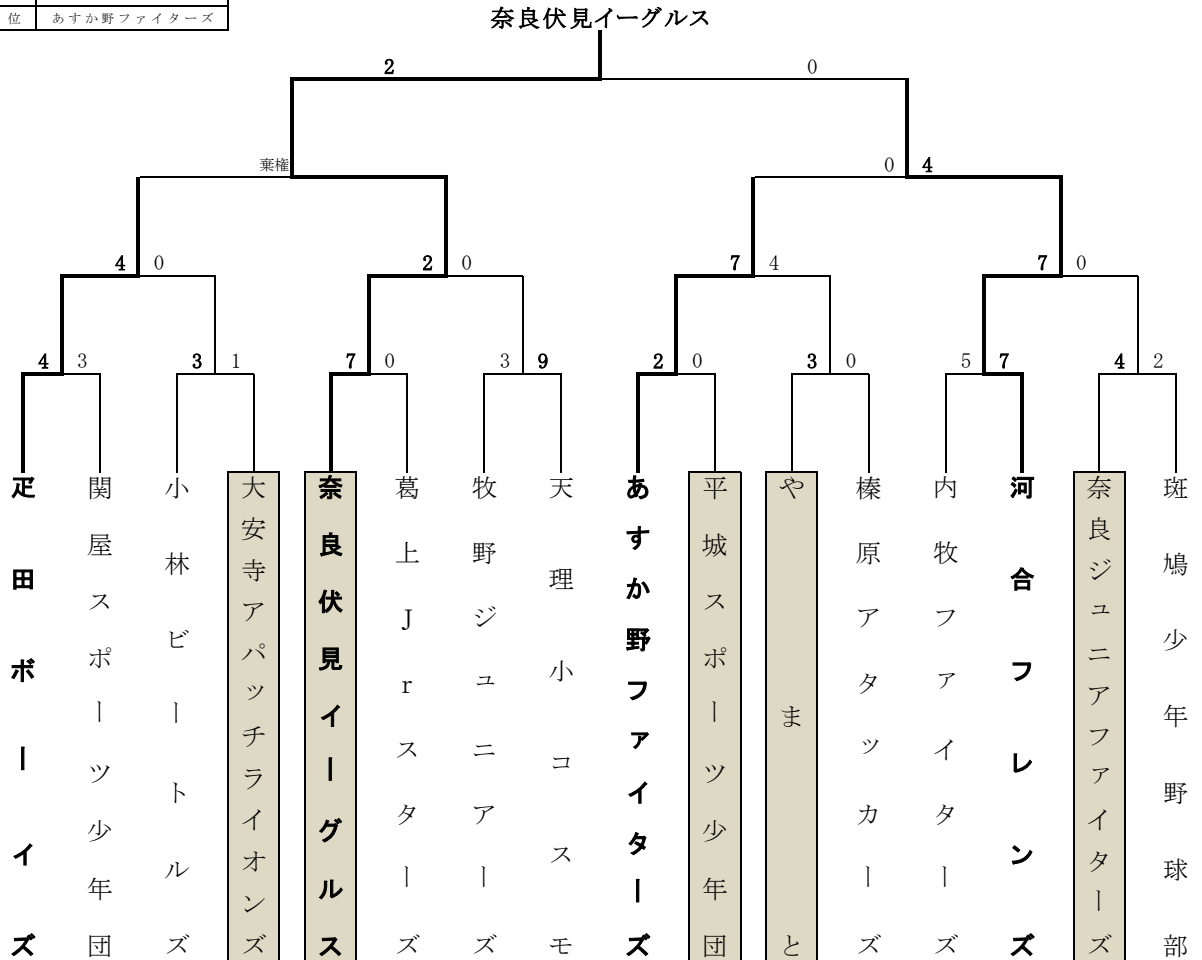 位 あすか野ファイターズ
奈良伏見イーグルス
2 0
棄権 0 4
4 0 2 0 7 4 7 0
4 3 3 1 7 0 3 9 2 0 3 0 5 7 4 2
疋田ボーイズ
関屋スポーツ少年団
小林ビートルズ
大安寺アパッチライオンズ
奈良伏見イーグルス
葛上Jrスターズ
牧野ジュニアーズ
天理小コスモ
あすか野ファイターズ
平城スポーツ少年団
やまと
榛原アタッカーズ
内牧ファイターズ
河合フレンズ
奈良ジュニアファイターズ
斑鳩少年野球部